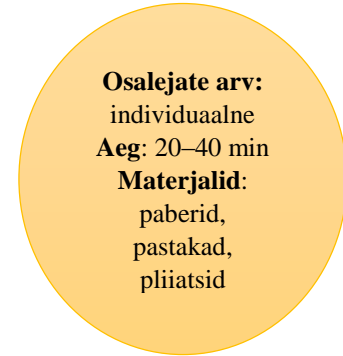 Osalejate arv:
individuaalne
Aeg: 20–40 min
Materjalid:
paberid,
pastakad,
pliiatsid